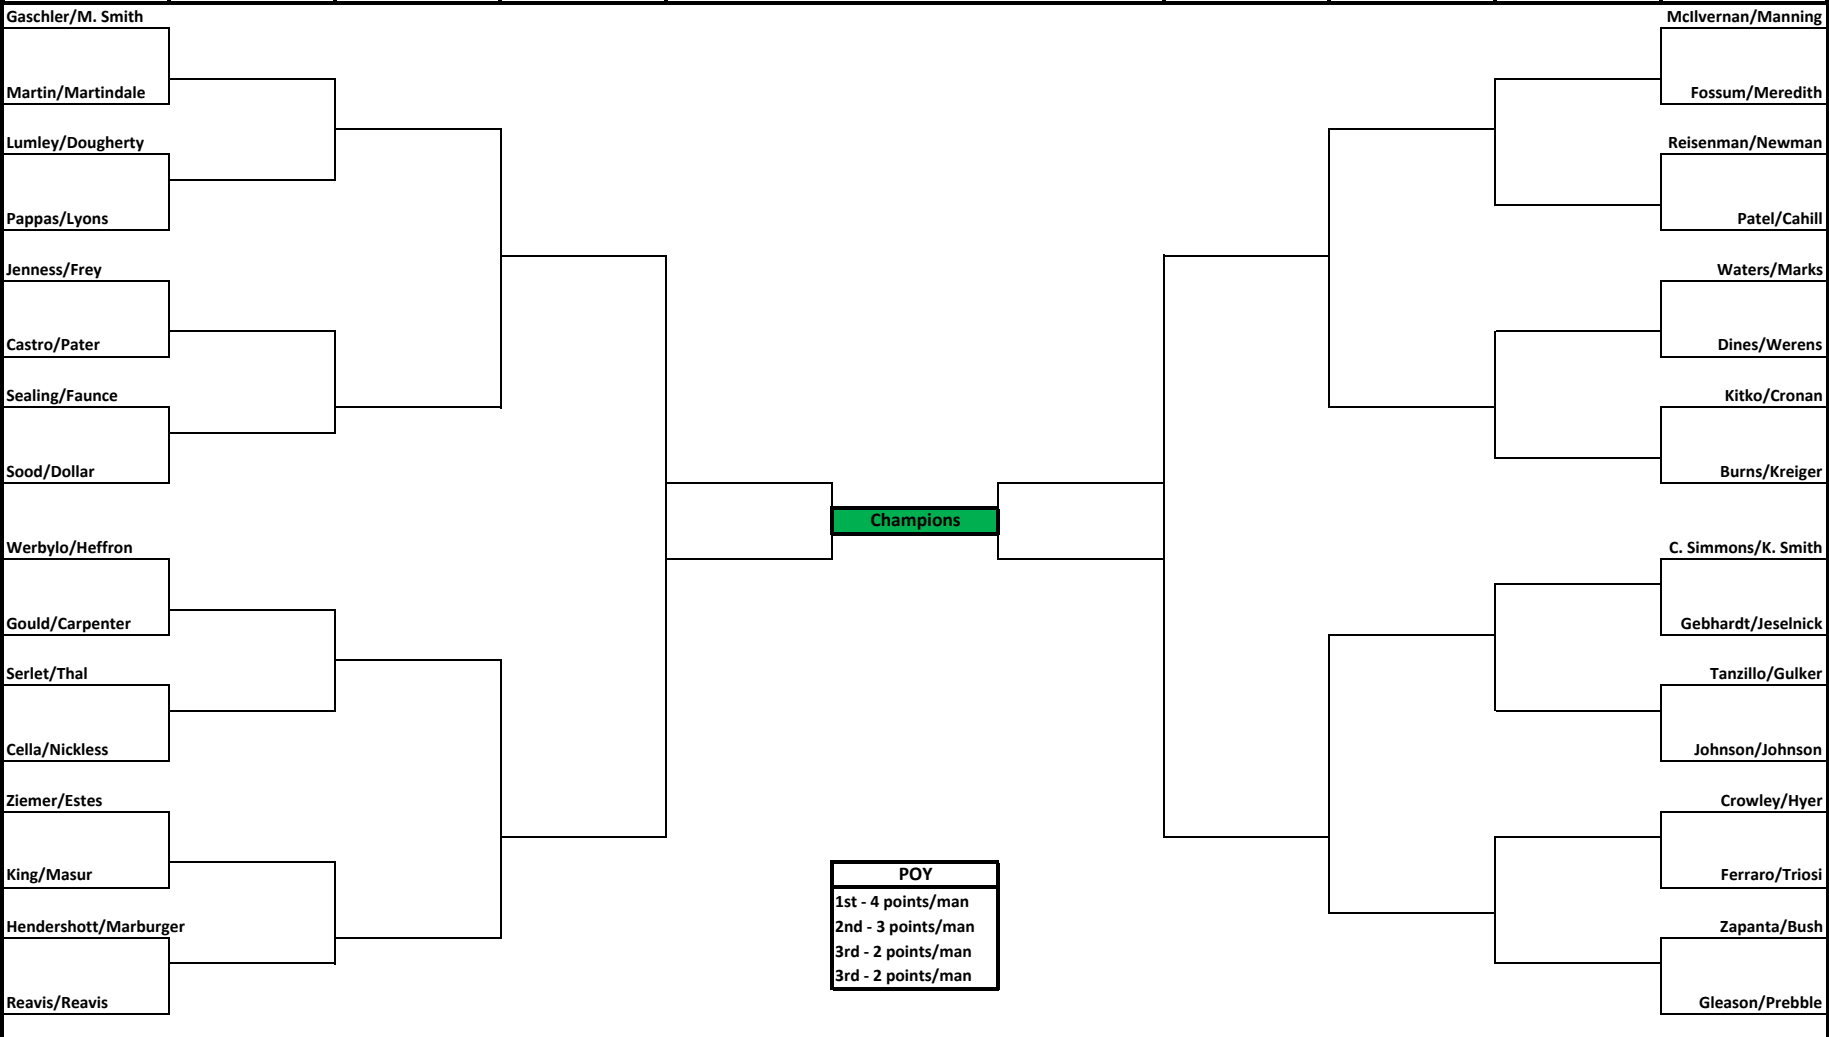 Gaschler/M. Smith
McIlvernan/Manning
Martin/Martindale
Fossum/Meredith
Lumley/Dougherty
Reisenman/Newman
Pappas/Lyons
Patel/Cahill
Jenness/Frey
Waters/Marks
Castro/Pater
Dines/Werens
Sealing/Faunce
Kitko/Cronan
Sood/Dollar
Burns/Kreiger
Champions
Werbylo/Heffron
C. Simmons/K. Smith
Gould/Carpenter
Gebhardt/Jeselnick
Serlet/Thal
Tanzillo/Gulker
Cella/Nickless
Johnson/Johnson
Ziemer/Estes
Crowley/Hyer
King/Masur
POY
Ferraro/Triosi
1st - 4 points/man
Hendershott/Marburger
2nd - 3 points/man
Zapanta/Bush
3rd - 2 points/man
3rd - 2 points/man
Reavis/Reavis
Gleason/Prebble